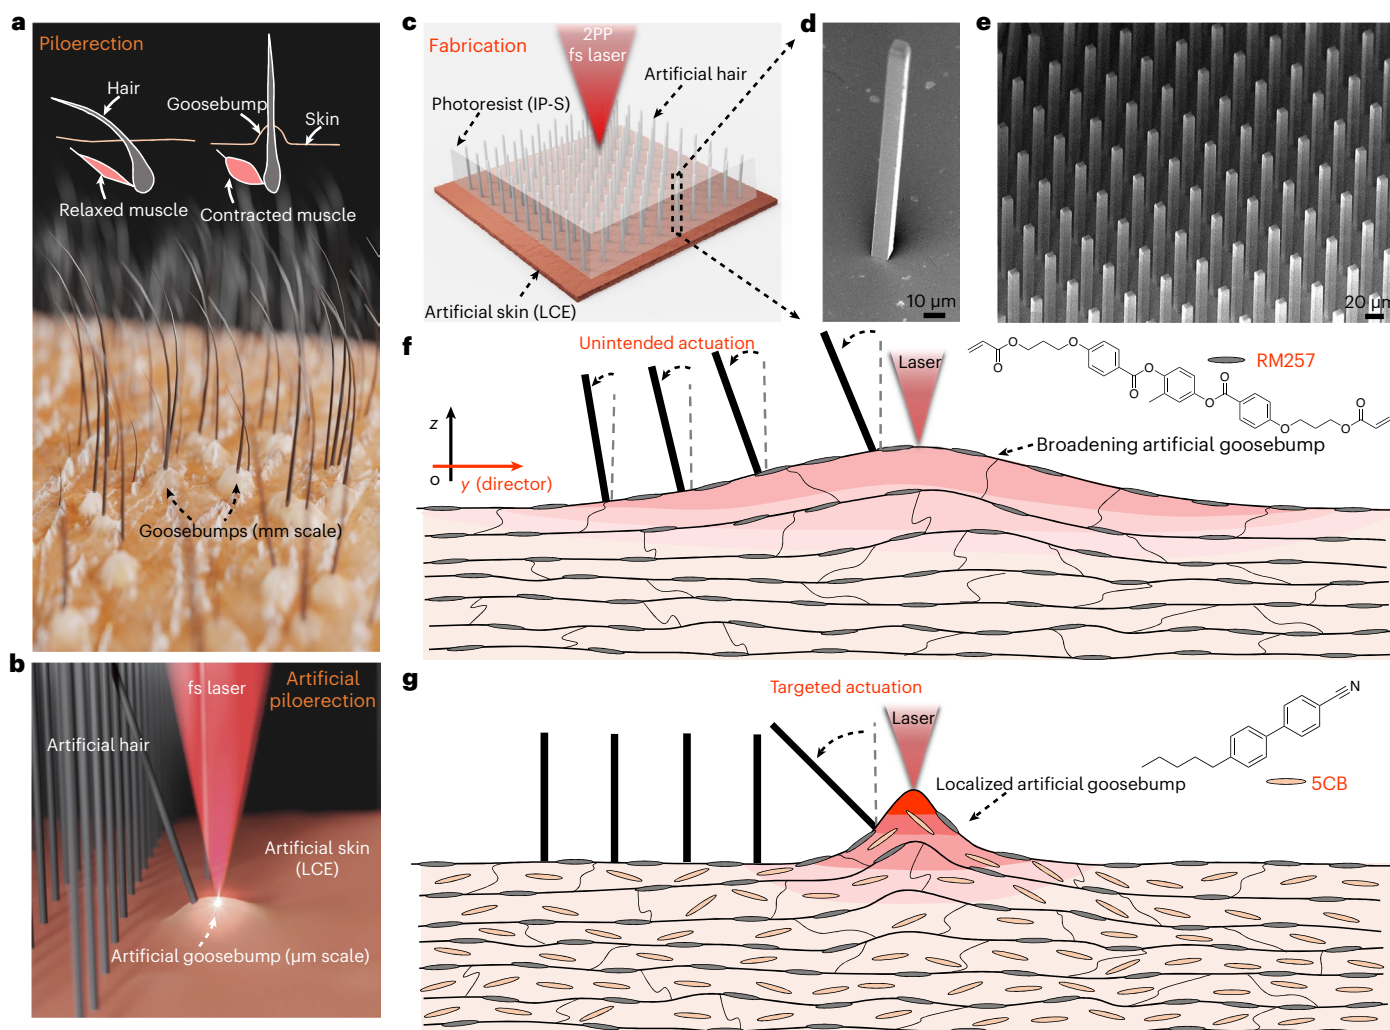 a
Piloerection
Hair
Goosebump
Skin
Relaxed muscle
Contracted muscle
Goosebumps (mm scale)
b
fs laser
Artificial
piloerection
Artificial hair
Artificial skin
(LCE)
Artificial goosebump (µm scale)
c
Fabrication
2PP
fs laser
Artificial hair
Photoresist (IP-S)
Artificial skin (LCE)
d
10 µm
e
20 µm
f
Unintended actuation
Laser
RM257
Broadening artificial goosebump
z
o
y (director)
O
O
O
O
O
O
O
O
O
O
g
Targeted actuation
Laser
N
Localized artificial goosebump
5CB